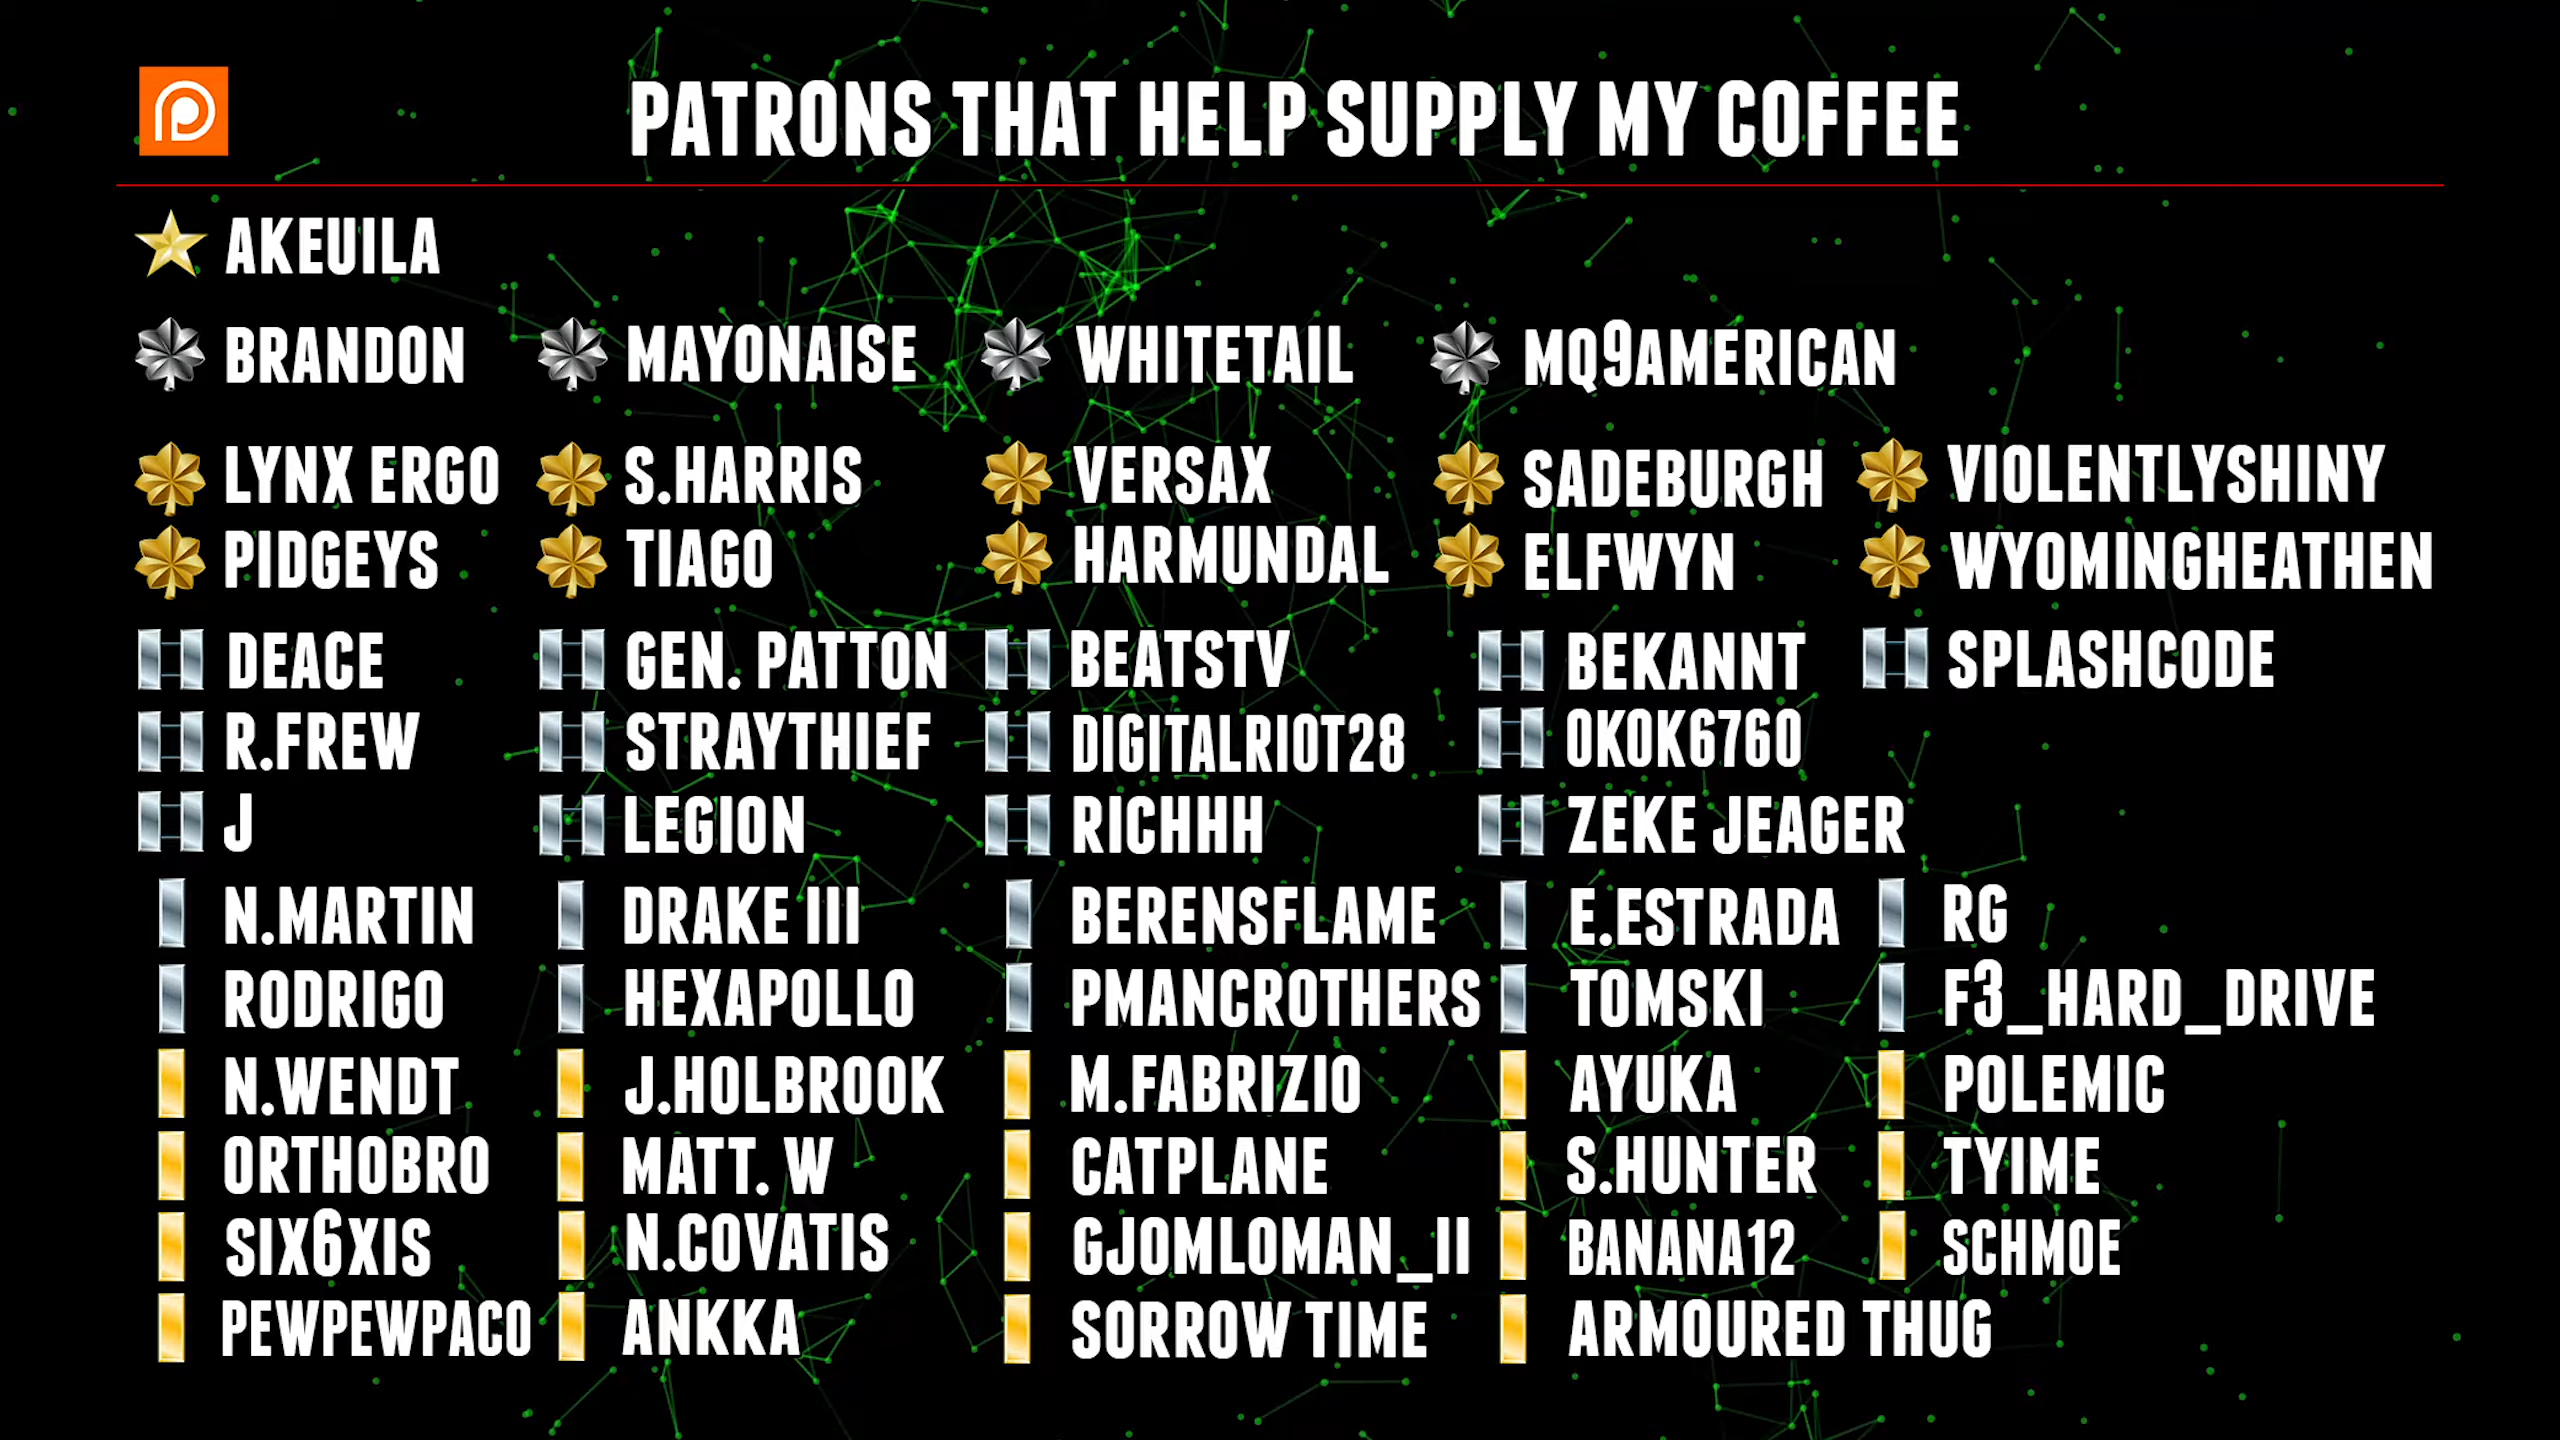 PATRONS THAT HELP SUPPLY MY COFFEE
AKEUILA
BRANDON MAYONAISE WHITETAIL MQ9AMERICAN
LYNX ERGO S.HARRIS VERSAX SADEBURGH VIOLENTLYSHINY
PIDGEYS TIAGO HARMUNDAL ELFWYN WYOMINGHEATHEN
DEACE GEN. PATTON BEATSTV BEKANNT SPLASHCODE
R.FREW STRAYTHIEF DIGITALRIOT28 OKOK6760
J LEGION RICHHH ZEKE JEAGER
N.MARTIN DRAKE III BERENSFLAME E.ESTRADA RG
RODRIGO HEXAPOLLO PMANCROTHERS TOMSKI F3_HARD_DRIVE
N.WENDT J.HOLBROOK M.FABRIZIO AYUKA POLEMIC
ORTHOBRO MATT. W CATPLANE S.HUNTER TYIME
SIX6XIS N.COVATIS GJOMLOMAN_II BANANA12 SCHMOE
PEWPEWPACO ANKKA SORROW TIME ARMOURED THUG